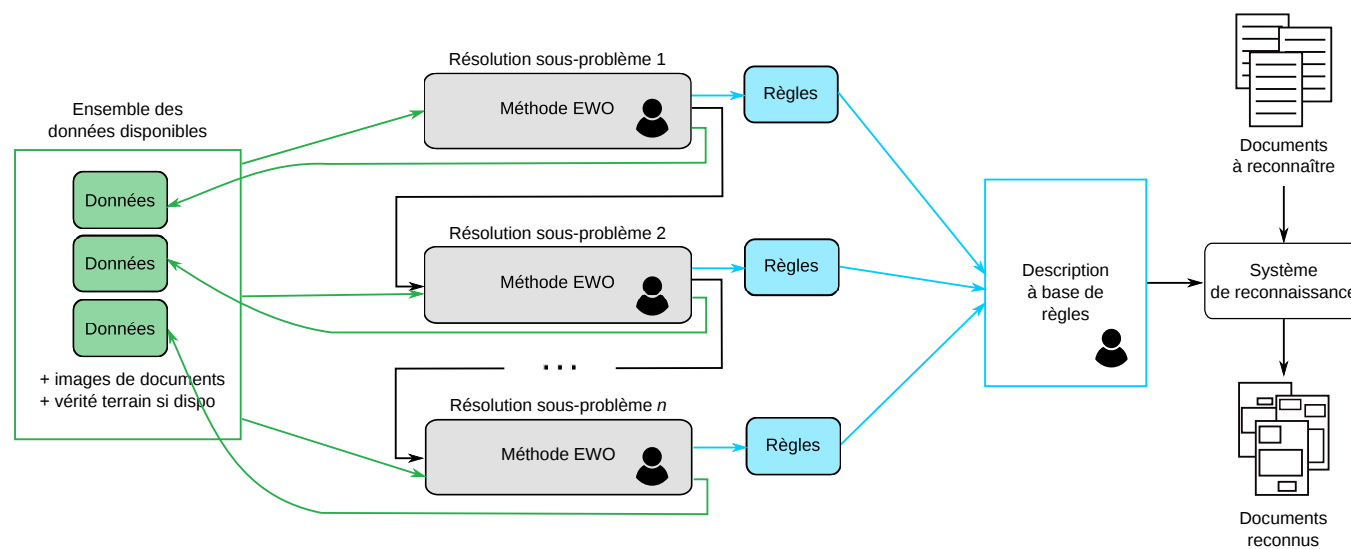 Ensemble des
données disponibles
Données
Données
Données
+ images de documents
+ vérité terrain si dispo
Résolution sous-problème 1
Méthode EWO
Règles
Résolution sous-problème 2
Méthode EWO
Règles
...
Résolution sous-problème n
Méthode EWO
Règles
Description
à base de
règles
Documents
à reconnaître
Système
de reconnaissance
Documents
reconnus